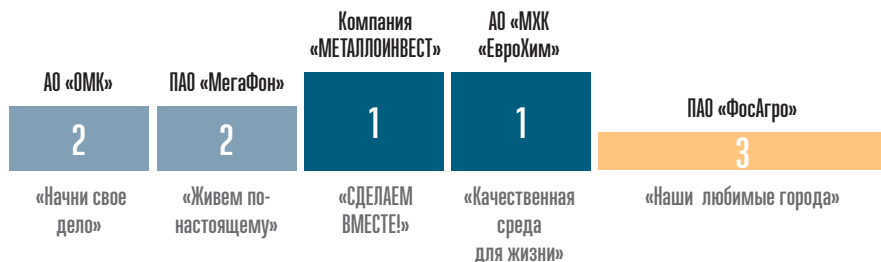 Компания
«МЕТАЛЛОИНВЕСТ»
АО «МХК
«ЕвроХим»
АО «ОМК»
ПАО «МегаФон»
ПАО «ФосАгро»
2
2
1
1
3
«Начни свое
дело»
«Живем по-
настоящему»
«СДЕЛАЕМ
ВМЕСТЕ!»
«Качественная
среда
для жизни»
«Наши любимые города»